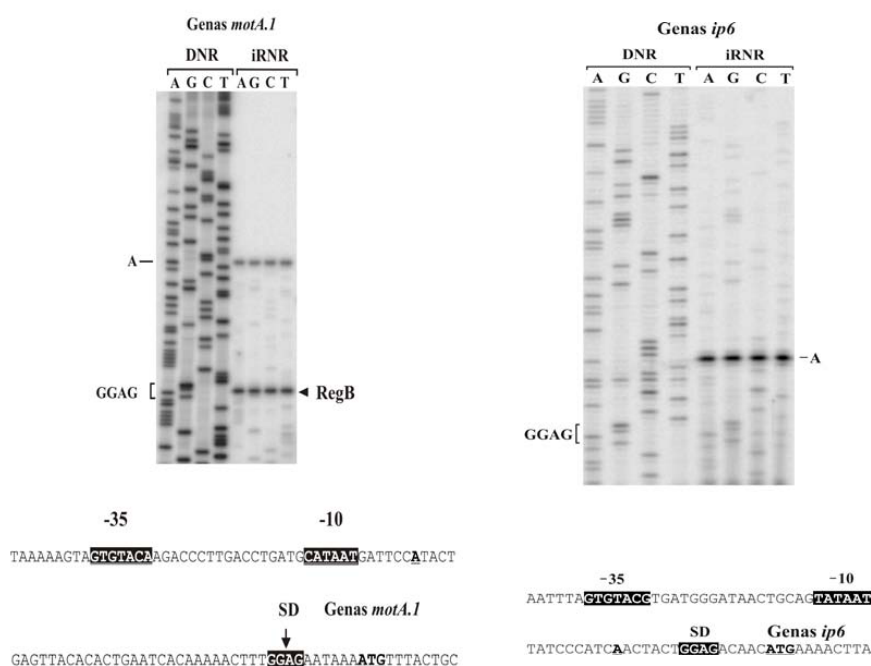 Genas motA.1
DNR iRNR
A G C T A G C T
A
GGAG
RegB
-35 -10
TAAAAAGTAGTGTACAAGACCCTTGACCTGATGCATAATGATTCCATACT
SD Genas motA.1
GAGTTACACACTGAATCACAAAAACTTTGGAGAATAAAATGTTTACTGC
Genas ip6
DNR iRNR
A G C T A G C T
-A
GGAG
-35 -10
AATTTAGTGTACGTGATGGGATAACTGCAGTATAAT
SD Genas ip6
TATCCCATCAACTACTGGAGACAACATGAAAACTTA